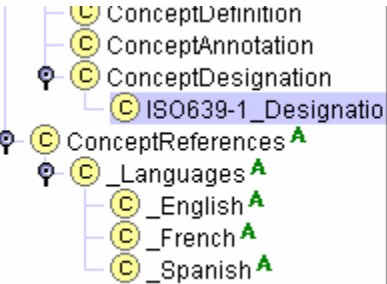 C ConceptDefinition
C ConceptAnnotation
C ConceptDesignation
C ISO639-1_Designatio
C ConceptReferences A
C _Languages A
C _English A
C _French A
C _Spanish A